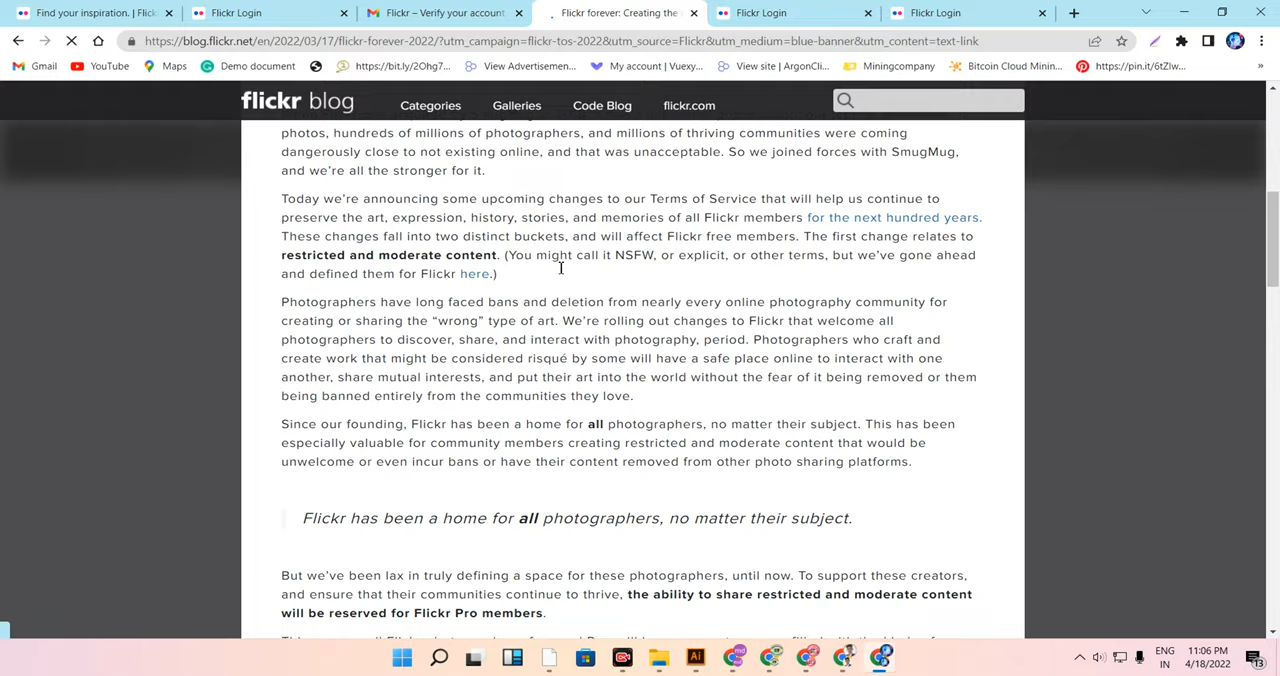 Find your inspiration. | Flickr
Flickr Login
Flickr – Verify your account
Flickr forever: Creating the
Flickr Login
Flickr Login
https://blog.flickr.net/en/2022/03/17/flickr-forever-2022/?utm_campaign=flickr-tos-2022&utm_source=Flickr&utm_medium=blue-banner&utm_content=text-link
Gmail
YouTube
Maps
Demo document
https://bit.ly/2Ohg7...
View Advertisemen...
My account | Vuexy...
View site | ArgonCli...
Miningcompany
Bitcoin Cloud Minin...
https://pin.it/6tZlw...
»
flickr blog
Categories
Galleries
Code Blog
flickr.com
photos, hundreds of millions of photographers, and millions of thriving communities were coming
dangerously close to not existing online, and that was unacceptable. So we joined forces with SmugMug,
and we're all the stronger for it.
Today we're announcing some upcoming changes to our Terms of Service that will help us continue to
preserve the art, expression, history, stories, and memories of all Flickr members for the next hundred years.
These changes fall into two distinct buckets, and will affect Flickr free members. The first change relates to
restricted and moderate content. (You might call it NSFW, or explicit, or other terms, but we've gone ahead
and defined them for Flickr here.)
Photographers have long faced bans and deletion from nearly every online photography community for
creating or sharing the “wrong” type of art. We're rolling out changes to Flickr that welcome all
photographers to discover, share, and interact with photography, period. Photographers who craft and
create work that might be considered risqué by some will have a safe place online to interact with one
another, share mutual interests, and put their art into the world without the fear of it being removed or them
being banned entirely from the communities they love.
Since our founding, Flickr has been a home for all photographers, no matter their subject. This has been
especially valuable for community members creating restricted and moderate content that would be
unwelcome or even incur bans or have their content removed from other photo sharing platforms.
Flickr has been a home for all photographers, no matter their subject.
But we've been lax in truly defining a space for these photographers, until now. To support these creators,
and ensure that their communities continue to thrive, the ability to share restricted and moderate content
will be reserved for Flickr Pro members.
Ai
ENG
IN
11:06 PM
4/18/2022
13